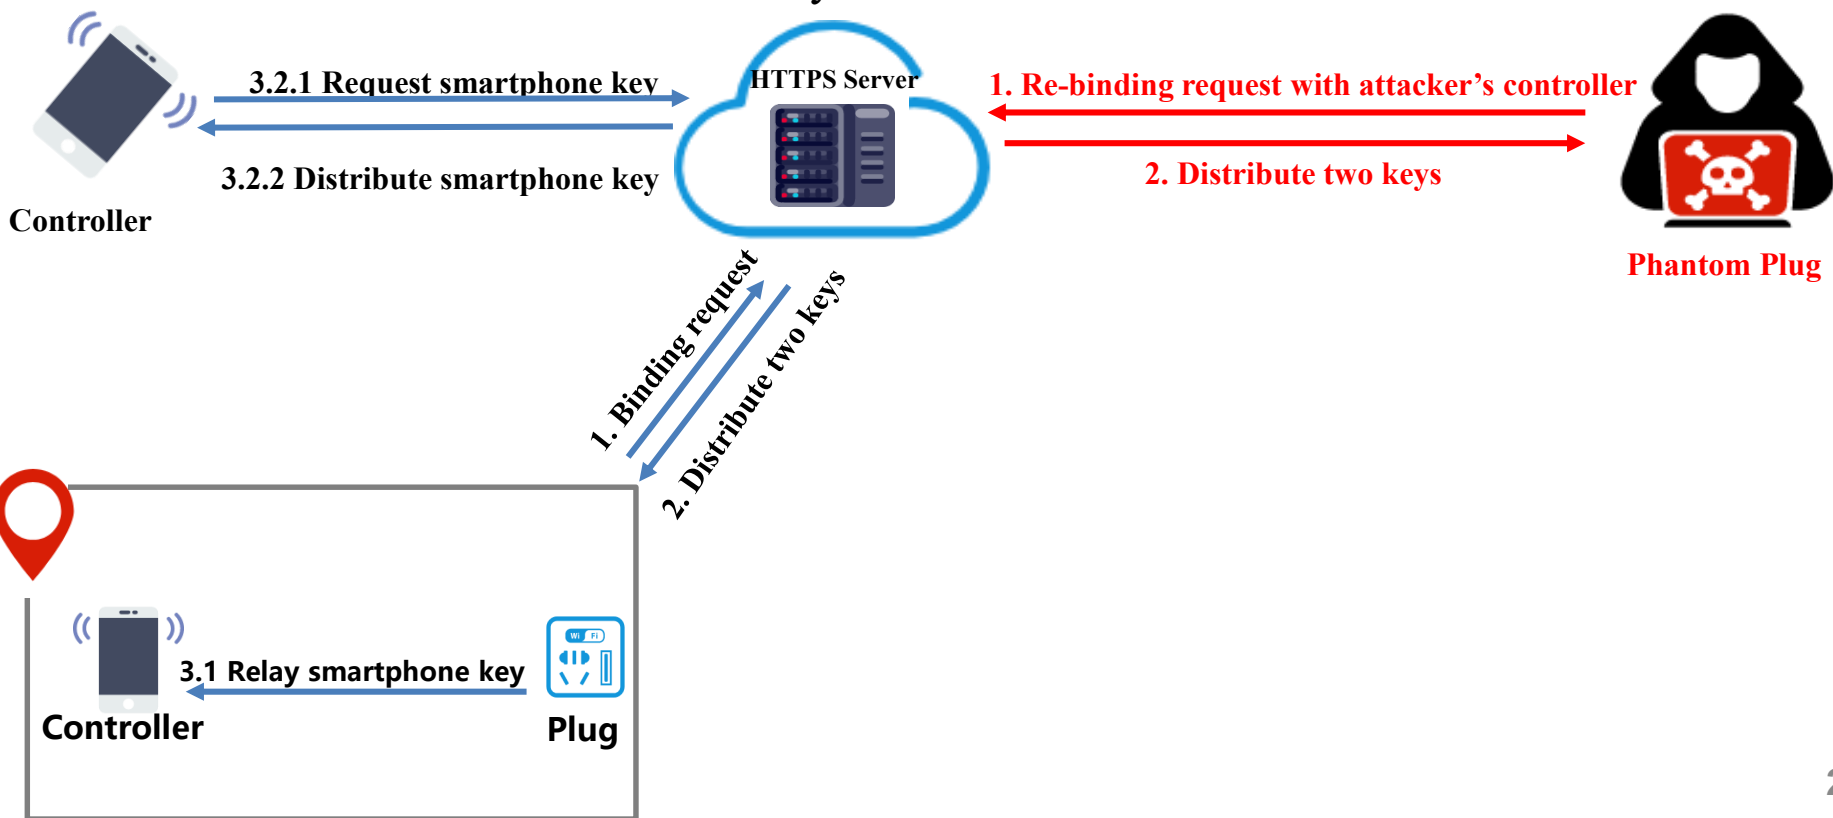 HTTPS Server
3.2.1 Request smartphone key
1. Re-binding request with attacker's controller
3.2.2 Distribute smartphone key
2. Distribute two keys
Controller
Phantom Plug
1. Binding request
2. Distribute two keys
Wi Fi
3.1 Relay smartphone key
Controller
Plug